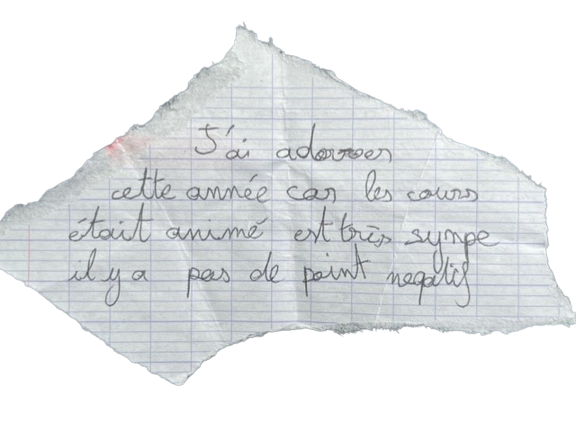 J'ai adorrer
cette année car les cours
était animé est très sympe
il y a pas de point negatif